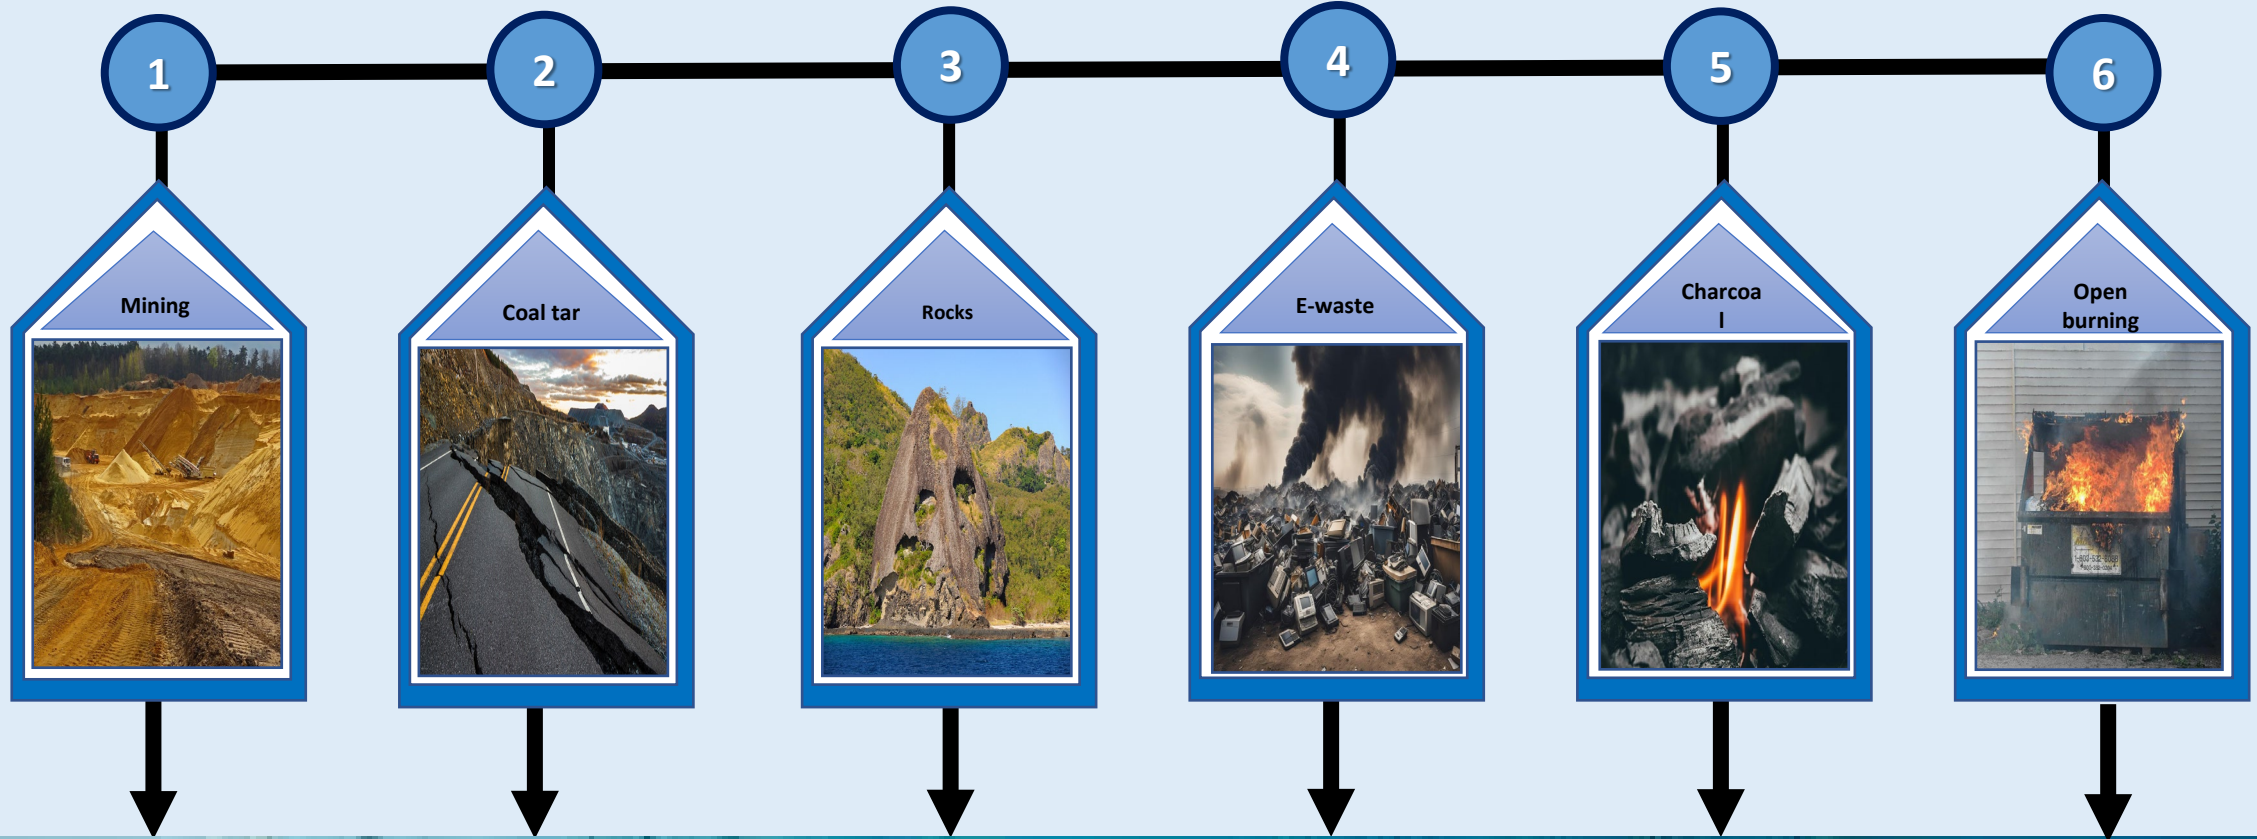 1
2
3
4
5
6
Mining
Coal tar
Rocks
E-waste
Charcoa
l
Open
burning